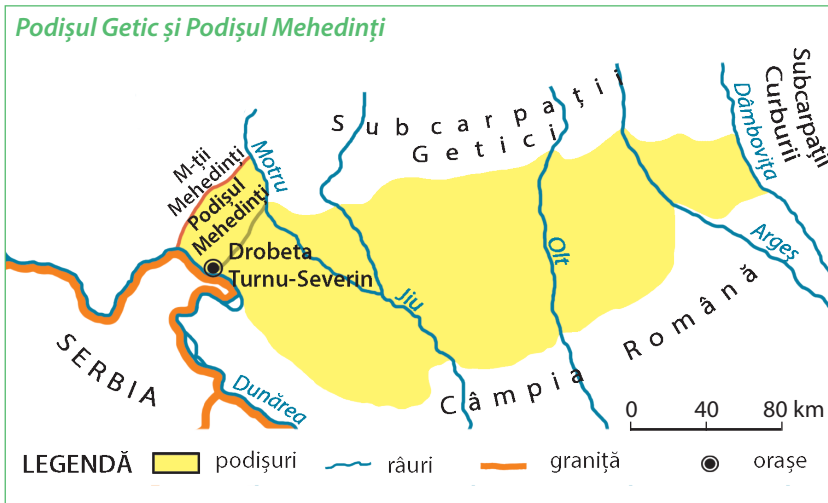 Podișul Getic și Podișul Mehedinți
Subcarpații
Getici
Subcarpații
Curburii
Dâmbovița
M-ții
Mehedinți
Motru
Podișul
Mehedinți
Drobeta
Turnu-Severin
Jiu
Olt
Argeș
SERBIA
Dunărea
Câmpia Română
0 40 80 km
LEGENDĂ podișuri râuri graniță orașe